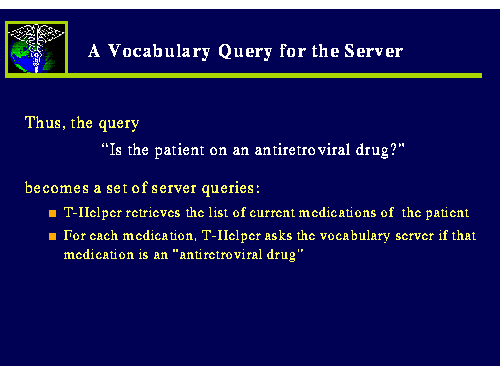 A Vocabulary Query for the Server
Thus, the query
“Is the patient on an antiretroviral drug?”
becomes a set of server queries:
T-Helper retrieves the list of current medications of the patient
For each medication, T-Helper asks the vocabulary server if that
medication is an “antiretroviral drug”